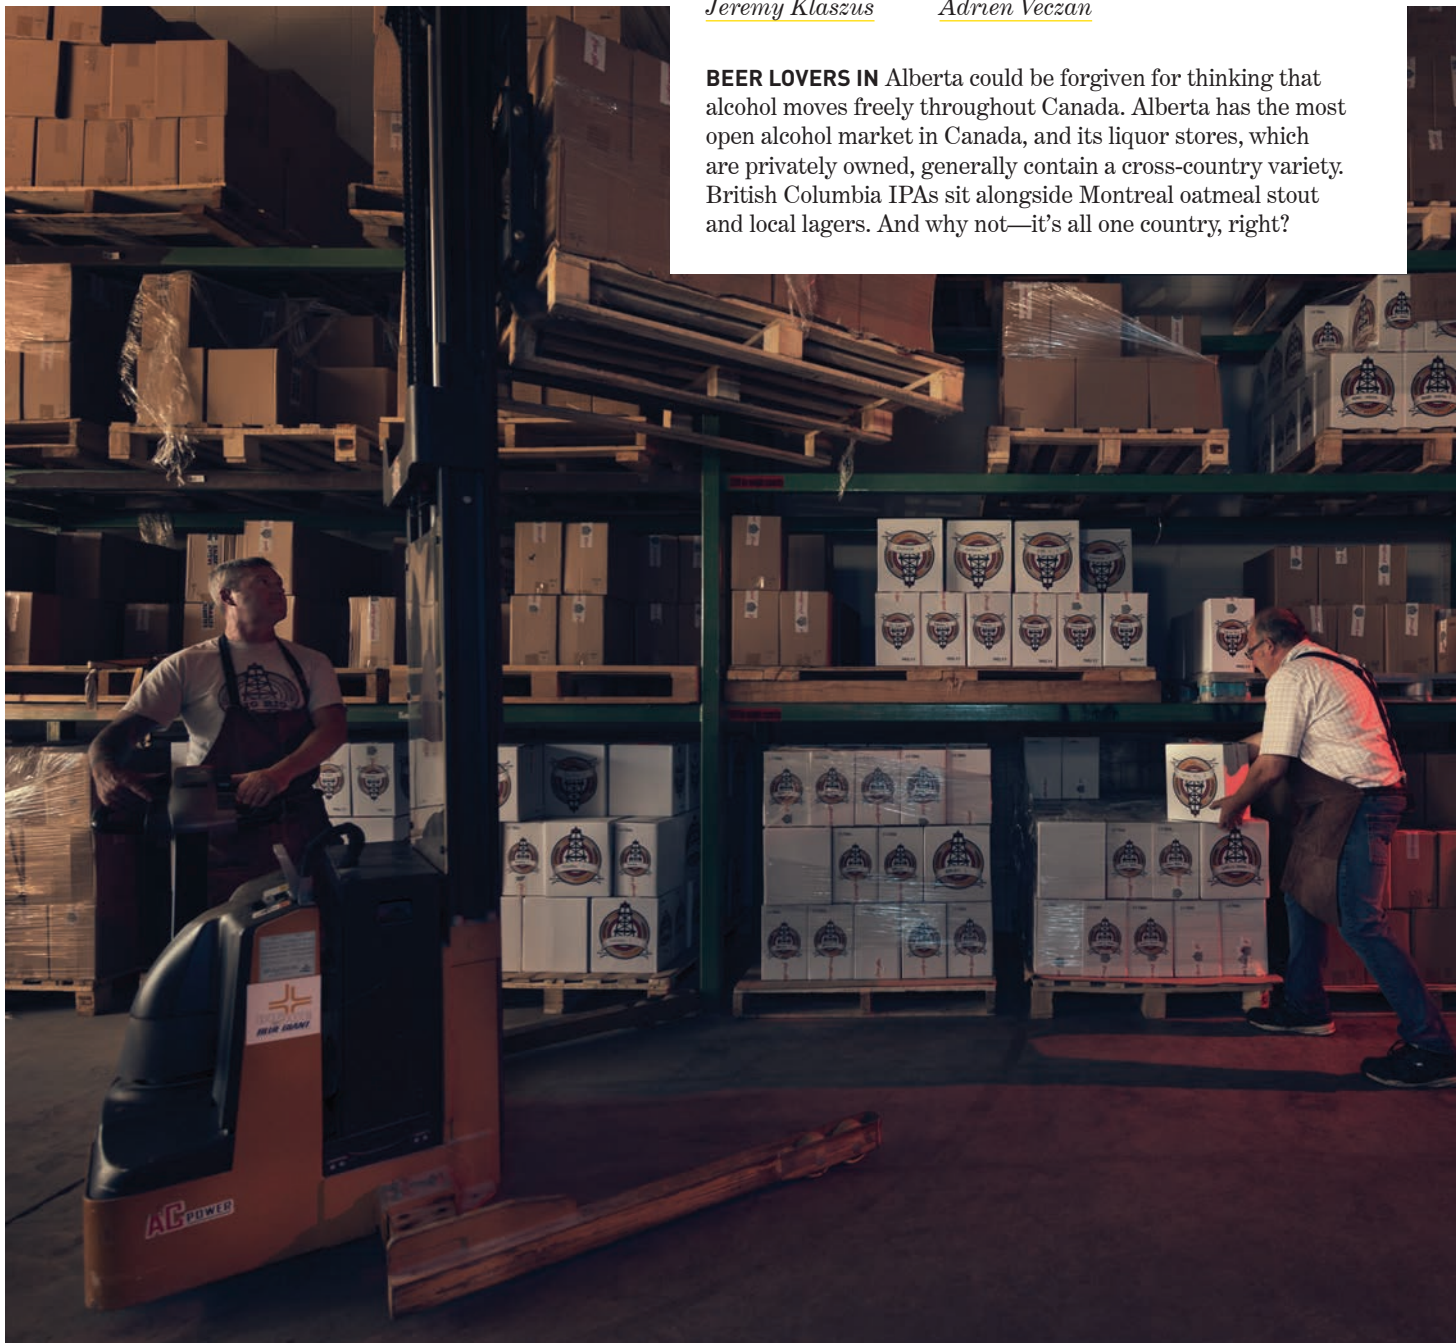 Jeremy Klaszus Adrien Veczan
BEER LOVERS IN Alberta could be forgiven for thinking that
alcohol moves freely throughout Canada. Alberta has the most
open alcohol market in Canada, and its liquor stores, which
are privately owned, generally contain a cross-country variety.
British Columbia IPAs sit alongside Montreal oatmeal stout
and local lagers. And why not—it’s all one country, right?
BLUE GIANT
AC POWER